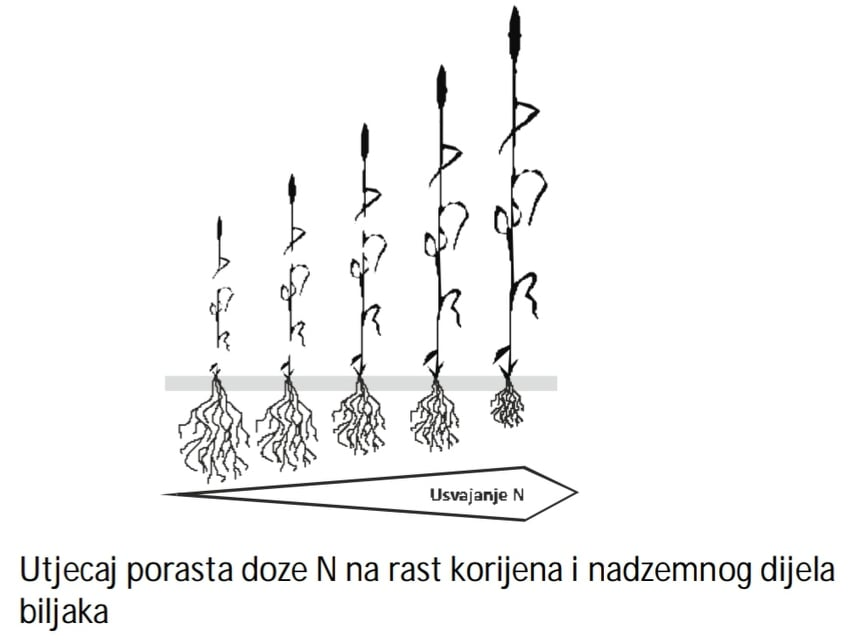 Usvajanje N
Utjecaj porasta doze N na rast korijena i nadzemnog dijela
biljaka